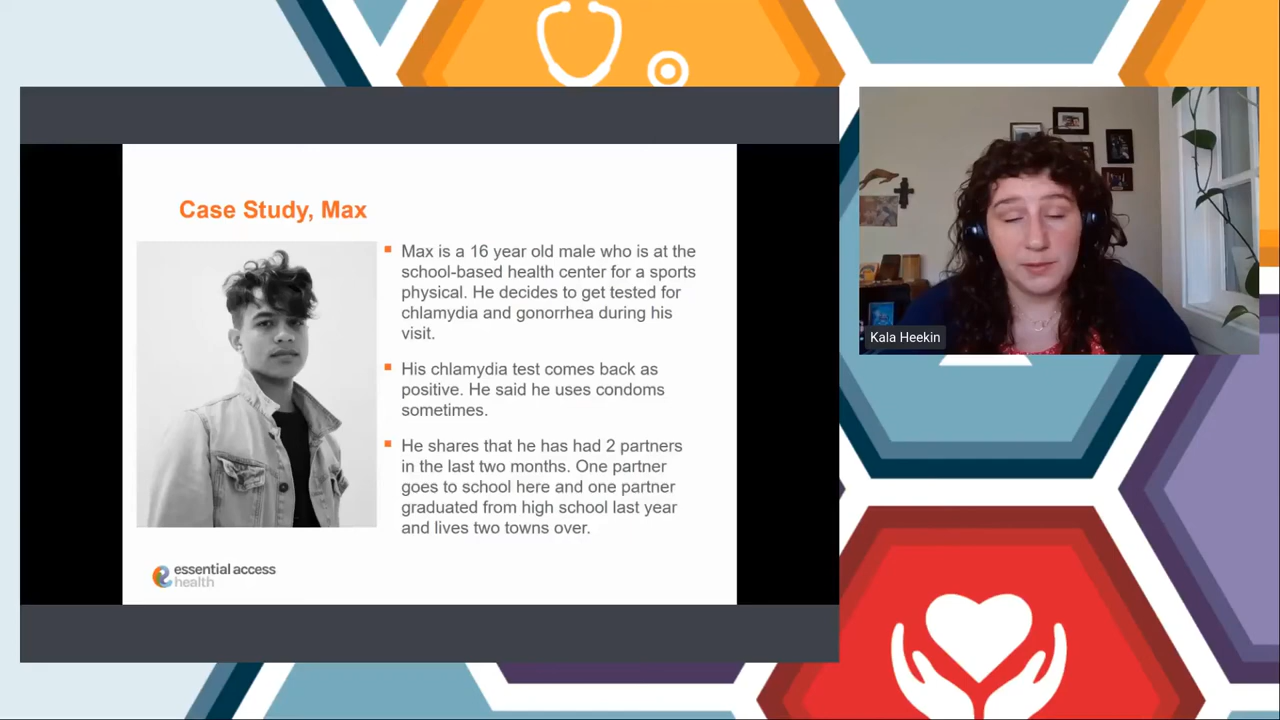 Case Study, Max
Max is a 16 year old male who is at the
school-based health center for a sports
physical. He decides to get tested for
chlamydia and gonorrhea during his
visit.
His chlamydia test comes back as
positive. He said he uses condoms
sometimes.
He shares that he has had 2 partners
in the last two months. One partner
goes to school here and one partner
graduated from high school last year
and lives two towns over.
essential access
health
Kala Heekin